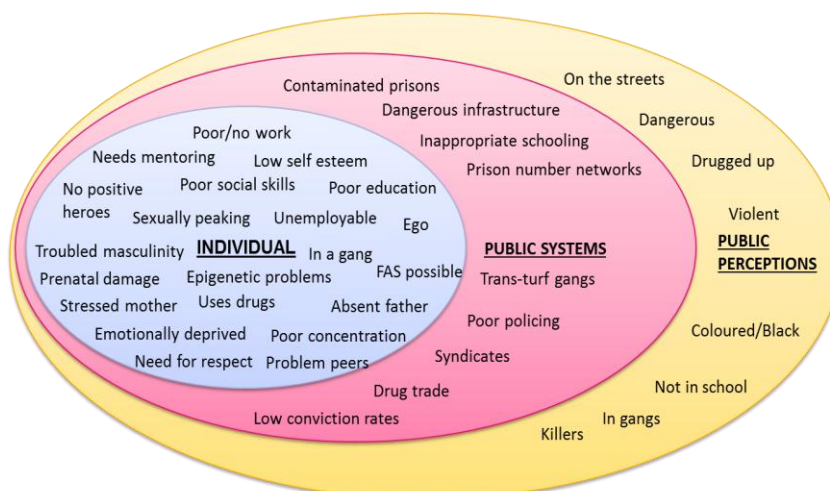 Contaminated prisons
On the streets
Dangerous infrastructure
Dangerous
Poor/no work
Inappropriate schooling
Needs mentoring
Low self esteem
Drugged up
Prison number networks
No positive
heroes
Poor social skills
Poor education
Sexually peaking
Unemployable
Ego
Violent
Troubled masculinity
INDIVIDUAL
In a gang
PUBLIC SYSTEMS
PUBLIC
PERCEPTIONS
Prenatal damage
Epigenetic problems
FAS possible
Trans-turf gangs
Stressed mother
Uses drugs
Absent father
Poor policing
Emotionally deprived
Poor concentration
Coloured/Black
Need for respect
Problem peers
Syndicates
Drug trade
Not in school
Low conviction rates
In gangs
Killers